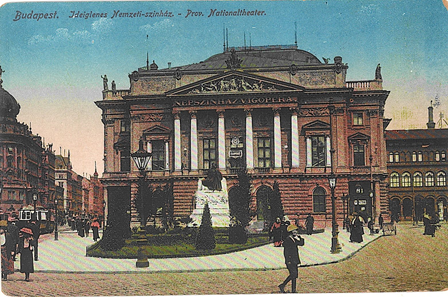 Budapest. Ideiglenes Nemzeti-szinház. - Prov. Nationaltheater.
NÉPSZINHÁZ VIGOPERA